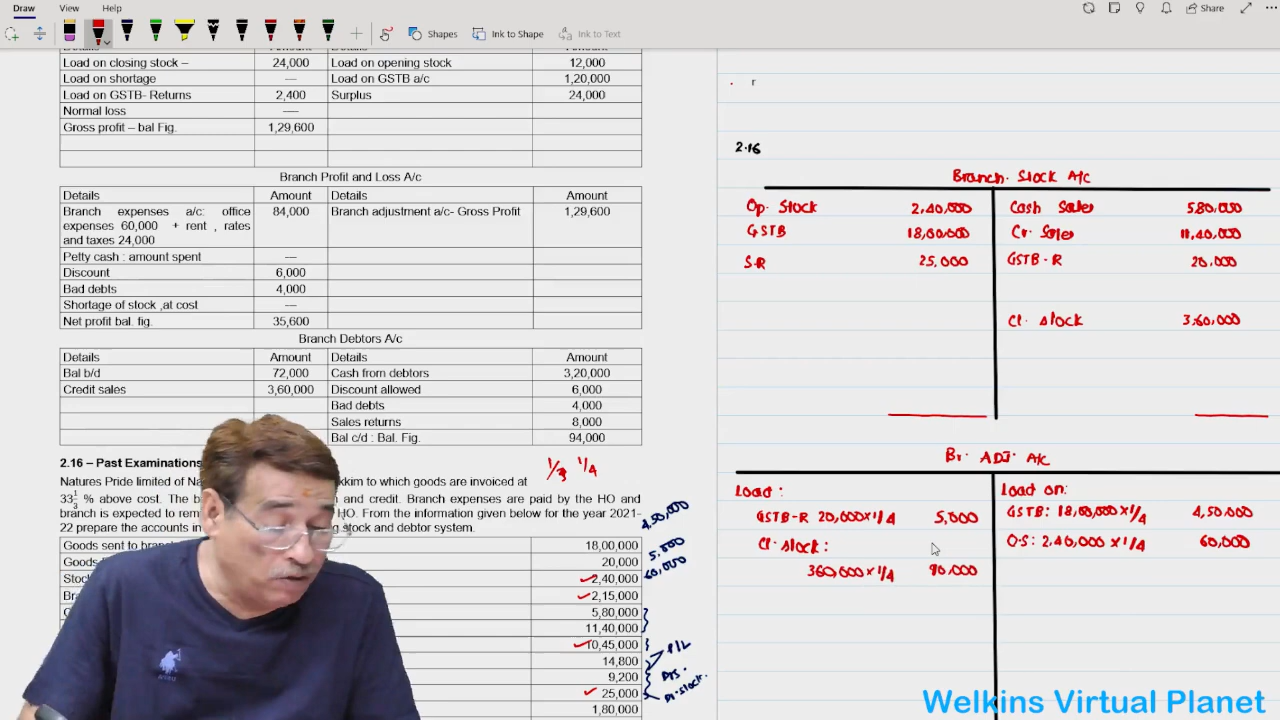 Draw View Help
Share
Shapes Ink to Shape Ink to Text
Load on closing stock – 24,000 Load on opening stock 12,000
Load on shortage — Load on GSTB a/c 1,20,000
Load on GSTB- Returns 2,400 Surplus 24,000
Normal loss —
Gross profit – bal Fig. 1,29,600
Branch Profit and Loss A/c
Details Amount Details Amount
Branch expenses a/c: office 84,000 Branch adjustment a/c- Gross Profit 1,29,600
expenses 60,000 + rent , rates
and taxes 24,000
Petty cash : amount spent —
Discount 6,000
Bad debts 4,000
Shortage of stock ,at cost —
Net profit bal. fig. 35,600
Branch Debtors A/c
Details Amount Details Amount
Bal b/d 72,000 Cash from debtors 3,20,000
Credit sales 3,60,000 Discount allowed 6,000
Bad debts 4,000
Sales returns 8,000
Bal c/d : Bal. Fig. 94,000
2.16 – Past Examinations 1/3 1/4
Natures Pride limited of Na kkim to which goods are invoiced at
33 1/3 % above cost. The b and credit. Branch expenses are paid by the HO and
branch is expected to rem HO. From the information given below for the year 2021-
22 prepare the accounts in stock and debtor system.
4,50,000
Goods sent to bran 18,00,000
5,000
Goods 20,000
60,000
Stoc 2,40,000
Br 2,15,000
5,80,000
11,40,000
10,45,000
P/L
14,800
9,200
25,000
1,80,000
r
2.16
Branch Stock A/C
Op. Stock 2,40,000 Cash Sales 5,80,000
GSTB 18,00,000 Cr. Sales 11,40,000
S.R 25,000 GSTB-R 20,000
Cl. Stock 3,60,000
Br. ADJ. A/C
Load: Load on:
GSTB-R 20,000×1/4 5,000 GSTB: 18,00,000×1/4 4,50,000
Cl. Stock: O.S: 2,40,000×1/4 60,000
360,000×1/4 90,000
Welkins Virtual Planet